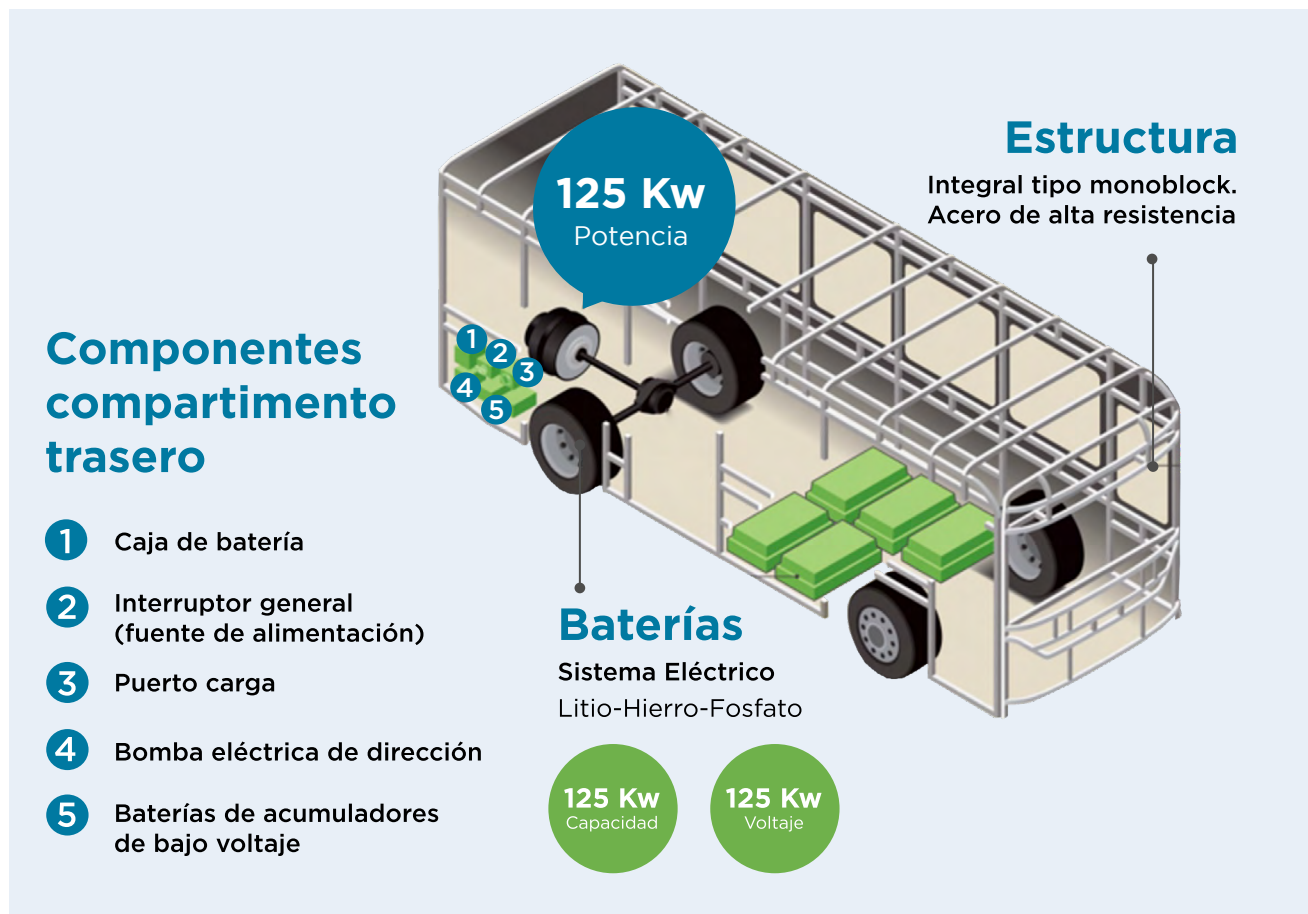 125 Kw
Potencia
Estructura
Integral tipo monoblock.
Acero de alta resistencia
1
2
3
4
5
Componentes
compartimento
trasero
1 Caja de batería
2 Interruptor general
(fuente de alimentación)
3 Puerto carga
4 Bomba eléctrica de dirección
5 Baterías de acumuladores
de bajo voltaje
Baterías
Sistema Eléctrico
Litio-Hierro-Fosfato
125 Kw
Capacidad
125 Kw
Voltaje